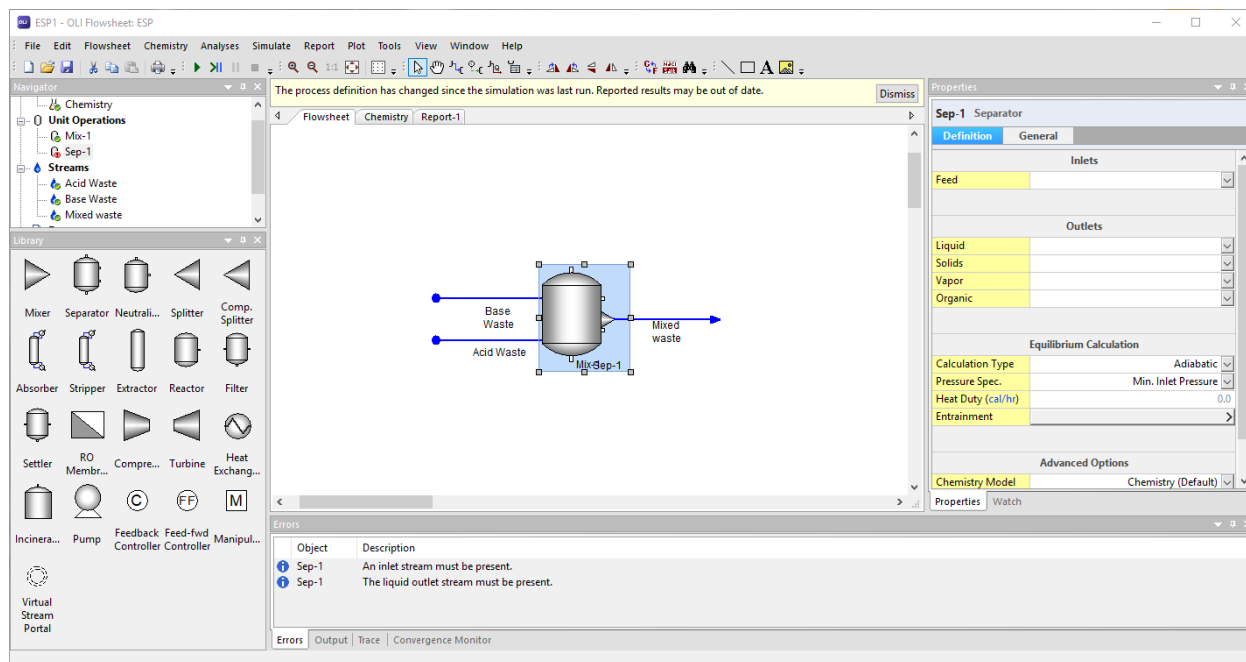 ESP1 - OLI Flowsheet: ESP
File Edit Flowsheet Chemistry Analyses Simulate Report Plot Tools View Window Help
1:1
Navigator
Chemistry
Unit Operations
Mix-1
Sep-1
Streams
Acid Waste
Base Waste
Mixed waste
Library
Mixer Separator Neutrali... Splitter Comp. Splitter
Absorber Stripper Extractor Reactor Filter
Settler RO Membr... Compre... Turbine Heat Exchang...
C FF M
Incinera... Pump Feedback Controller Feed-fwd Controller Manipul...
Virtual Stream Portal
The process definition has changed since the simulation was last run. Reported results may be out of date. Dismiss
Flowsheet Chemistry Report-1
Base Waste
Acid Waste
Mixed waste
Sep-1
Errors
Object Description
Sep-1 An inlet stream must be present.
Sep-1 The liquid outlet stream must be present.
Errors Output Trace Convergence Monitor
Properties
Sep-1 Separator
Definition General
Inlets
Feed
Outlets
Liquid
Solids
Vapor
Organic
Equilibrium Calculation
Calculation Type Adiabatic
Pressure Spec. Min. Inlet Pressure
Heat Duty (cal/hr) 0.0
Entrainment
Advanced Options
Chemistry Model Chemistry (Default)
Properties Watch